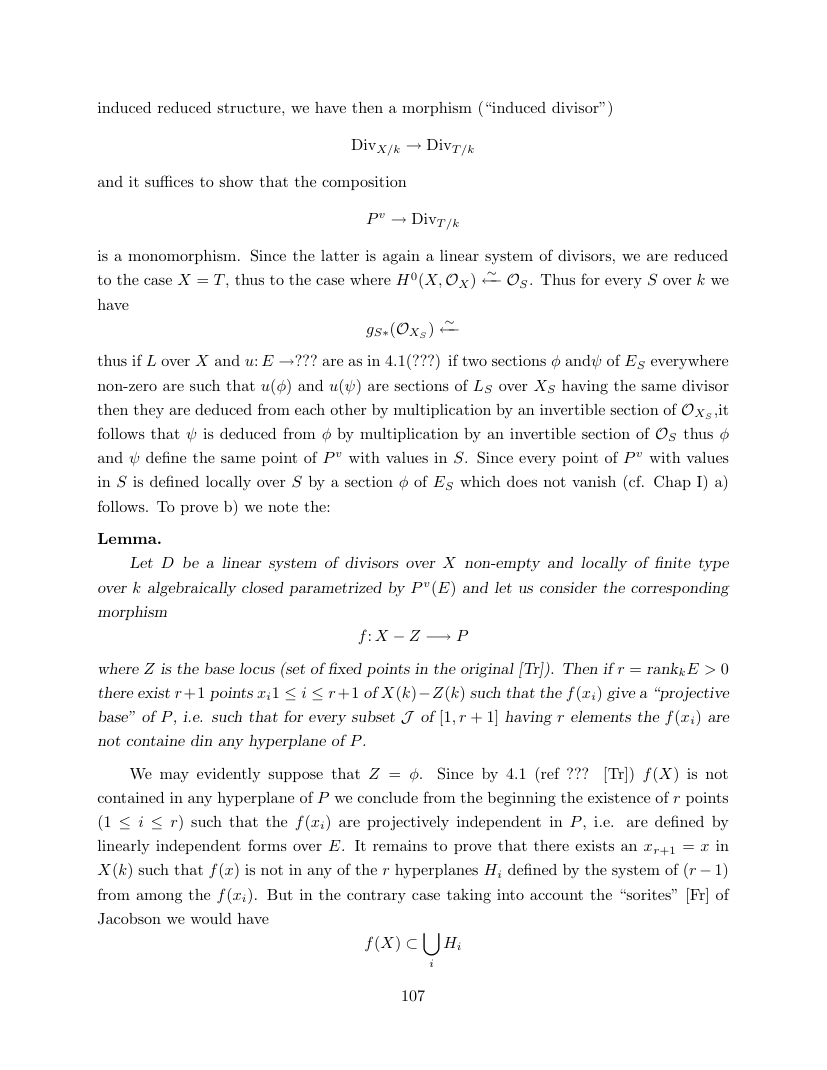 induced reduced structure, we have then a morphism (“induced divisor”)
Div_{X/k} → Div_{T/k}
and it suffices to show that the composition
P^v → Div_{T/k}
is a monomorphism. Since the latter is again a linear system of divisors, we are reduced
to the case X = T, thus to the case where H^0(X, 𝒪_X) ⭉ 𝒪_S. Thus for every S over k we
have
g_{S∗}(𝒪_{X_S}) ⭉
thus if L over X and u: E →??? are as in 4.1(???) if two sections ϕ andψ of E_S everywhere
non-zero are such that u(ϕ) and u(ψ) are sections of L_S over X_S having the same divisor
then they are deduced from each other by multiplication by an invertible section of 𝒪_{X_S},it
follows that ψ is deduced from ϕ by multiplication by an invertible section of 𝒪_S thus ϕ
and ψ define the same point of P^v with values in S. Since every point of P^v with values
in S is defined locally over S by a section ϕ of E_S which does not vanish (cf. Chap I) a)
follows. To prove b) we note the:
Lemma.
Let D be a linear system of divisors over X non-empty and locally of finite type
over k algebraically closed parametrized by P^v(E) and let us consider the corresponding
morphism
f: X − Z ⟶ P
where Z is the base locus (set of fixed points in the original [Tr]). Then if r = rank_k E > 0
there exist r+1 points x_i 1 ≤ i ≤ r+1 of X(k)−Z(k) such that the f(x_i) give a “projective
base” of P, i.e. such that for every subset 𝒥 of [1, r + 1] having r elements the f(x_i) are
not containe din any hyperplane of P.
We may evidently suppose that Z = ϕ. Since by 4.1 (ref ??? [Tr]) f(X) is not
contained in any hyperplane of P we conclude from the beginning the existence of r points
(1 ≤ i ≤ r) such that the f(x_i) are projectively independent in P, i.e. are defined by
linearly independent forms over E. It remains to prove that there exists an x_{r+1} = x in
X(k) such that f(x) is not in any of the r hyperplanes H_i defined by the system of (r − 1)
from among the f(x_i). But in the contrary case taking into account the “sorites” [Fr] of
Jacobson we would have
f(X) ⊂ ⋃_i H_i
107